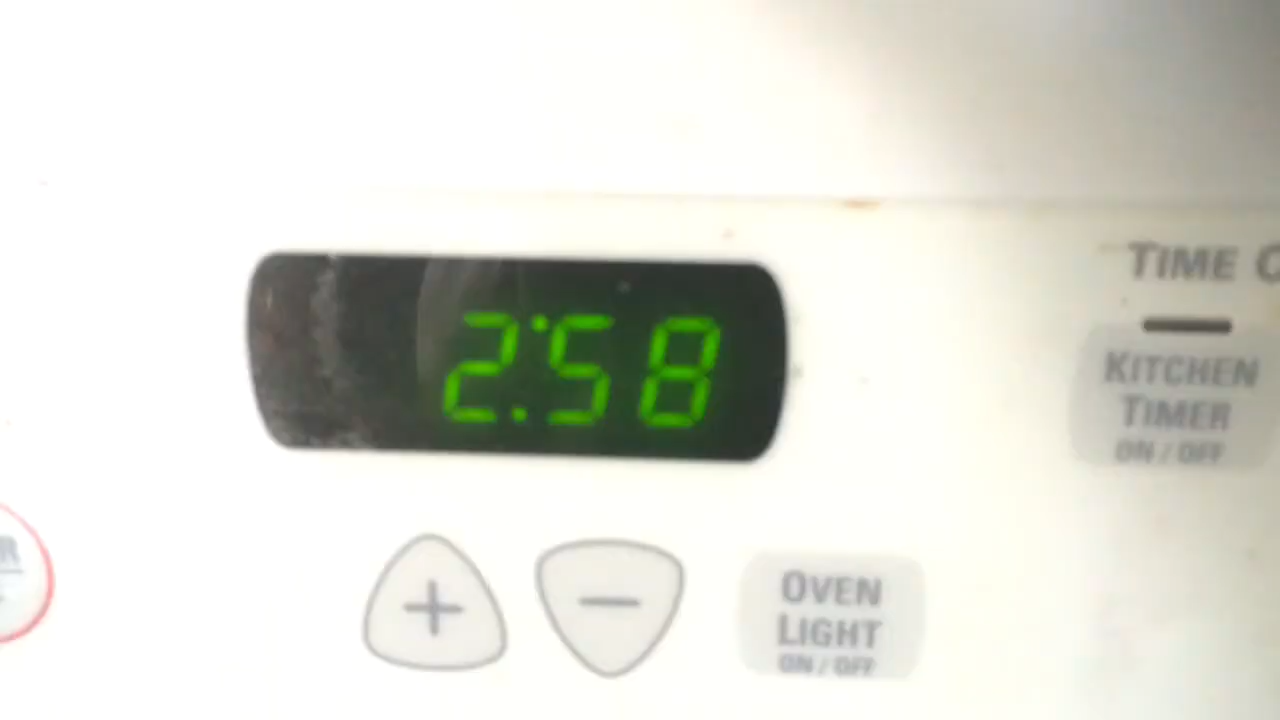 2:58
TIME
KITCHEN
TIMER
ON / OFF
+
−
OVEN
LIGHT
ON / OFF